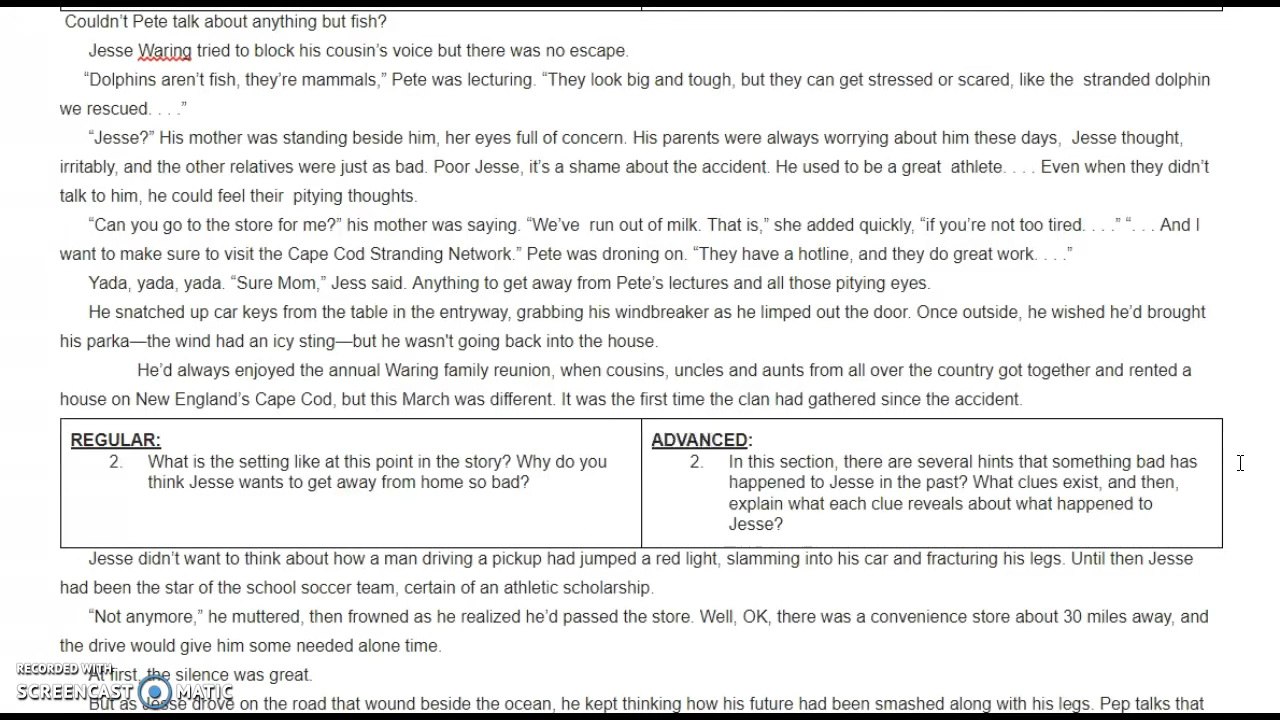 Couldn’t Pete talk about anything but fish?
Jesse Waring tried to block his cousin’s voice but there was no escape.
“Dolphins aren’t fish, they’re mammals,” Pete was lecturing. “They look big and tough, but they can get stressed or scared, like the stranded dolphin
we rescued. . . .”
“Jesse?” His mother was standing beside him, her eyes full of concern. His parents were always worrying about him these days, Jesse thought,
irritably, and the other relatives were just as bad. Poor Jesse, it’s a shame about the accident. He used to be a great athlete. . . . Even when they didn’t
talk to him, he could feel their pitying thoughts.
“Can you go to the store for me?” his mother was saying. “We’ve run out of milk. That is,” she added quickly, “if you’re not too tired. . . .” “. . . And I
want to make sure to visit the Cape Cod Stranding Network.” Pete was droning on. “They have a hotline, and they do great work. . . .”
Yada, yada, yada. “Sure Mom,” Jess said. Anything to get away from Pete’s lectures and all those pitying eyes.
He snatched up car keys from the table in the entryway, grabbing his windbreaker as he limped out the door. Once outside, he wished he’d brought
his parka—the wind had an icy sting—but he wasn't going back into the house.
He’d always enjoyed the annual Waring family reunion, when cousins, uncles and aunts from all over the country got together and rented a
house on New England’s Cape Cod, but this March was different. It was the first time the clan had gathered since the accident.
REGULAR:
2. What is the setting like at this point in the story? Why do you
think Jesse wants to get away from home so bad?
ADVANCED:
2. In this section, there are several hints that something bad has
happened to Jesse in the past? What clues exist, and then,
explain what each clue reveals about what happened to
Jesse?
Jesse didn’t want to think about how a man driving a pickup had jumped a red light, slamming into his car and fracturing his legs. Until then Jesse
had been the star of the school soccer team, certain of an athletic scholarship.
“Not anymore,” he muttered, then frowned as he realized he’d passed the store. Well, OK, there was a convenience store about 30 miles away, and
the drive would give him some needed alone time.
At first, the silence was great.
But as Jesse drove on the road that wound beside the ocean, he kept thinking how his future had been smashed along with his legs. Pep talks that
RECORDED WITH
SCREENCAST MATIC